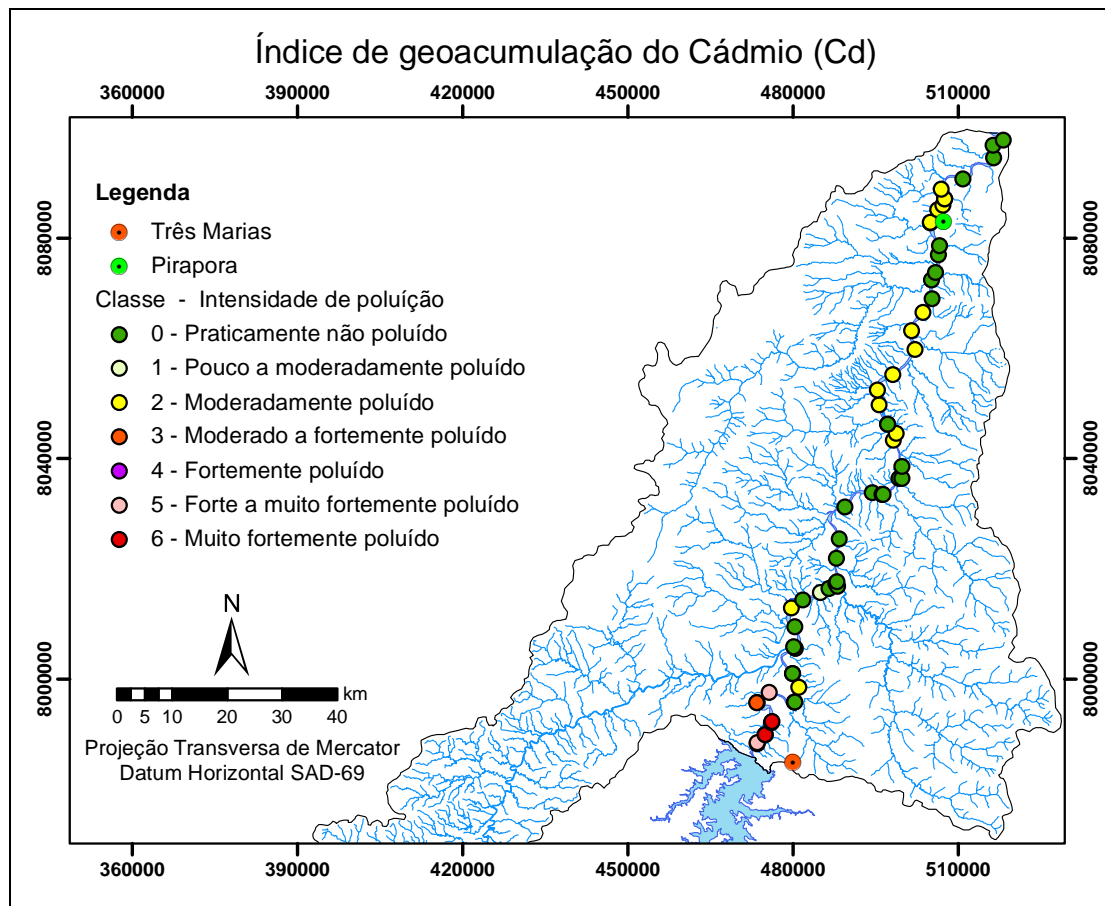 Índice de geoacumulação do Cádmio (Cd)
360000 390000 420000 450000 480000 510000
8080000 8080000
8040000 8040000
8000000 8000000
Legenda
Três Marias
Pirapora
Classe - Intensidade de poluíção
0 - Praticamente não poluído
1 - Pouco a moderadamente poluído
2 - Moderadamente poluído
3 - Moderado a fortemente poluído
4 - Fortemente poluído
5 - Forte a muito fortemente poluído
6 - Muito fortemente poluído
N
km
0 5 10 20 30 40
Projeção Transversa de Mercator
Datum Horizontal SAD-69
360000 390000 420000 450000 480000 510000